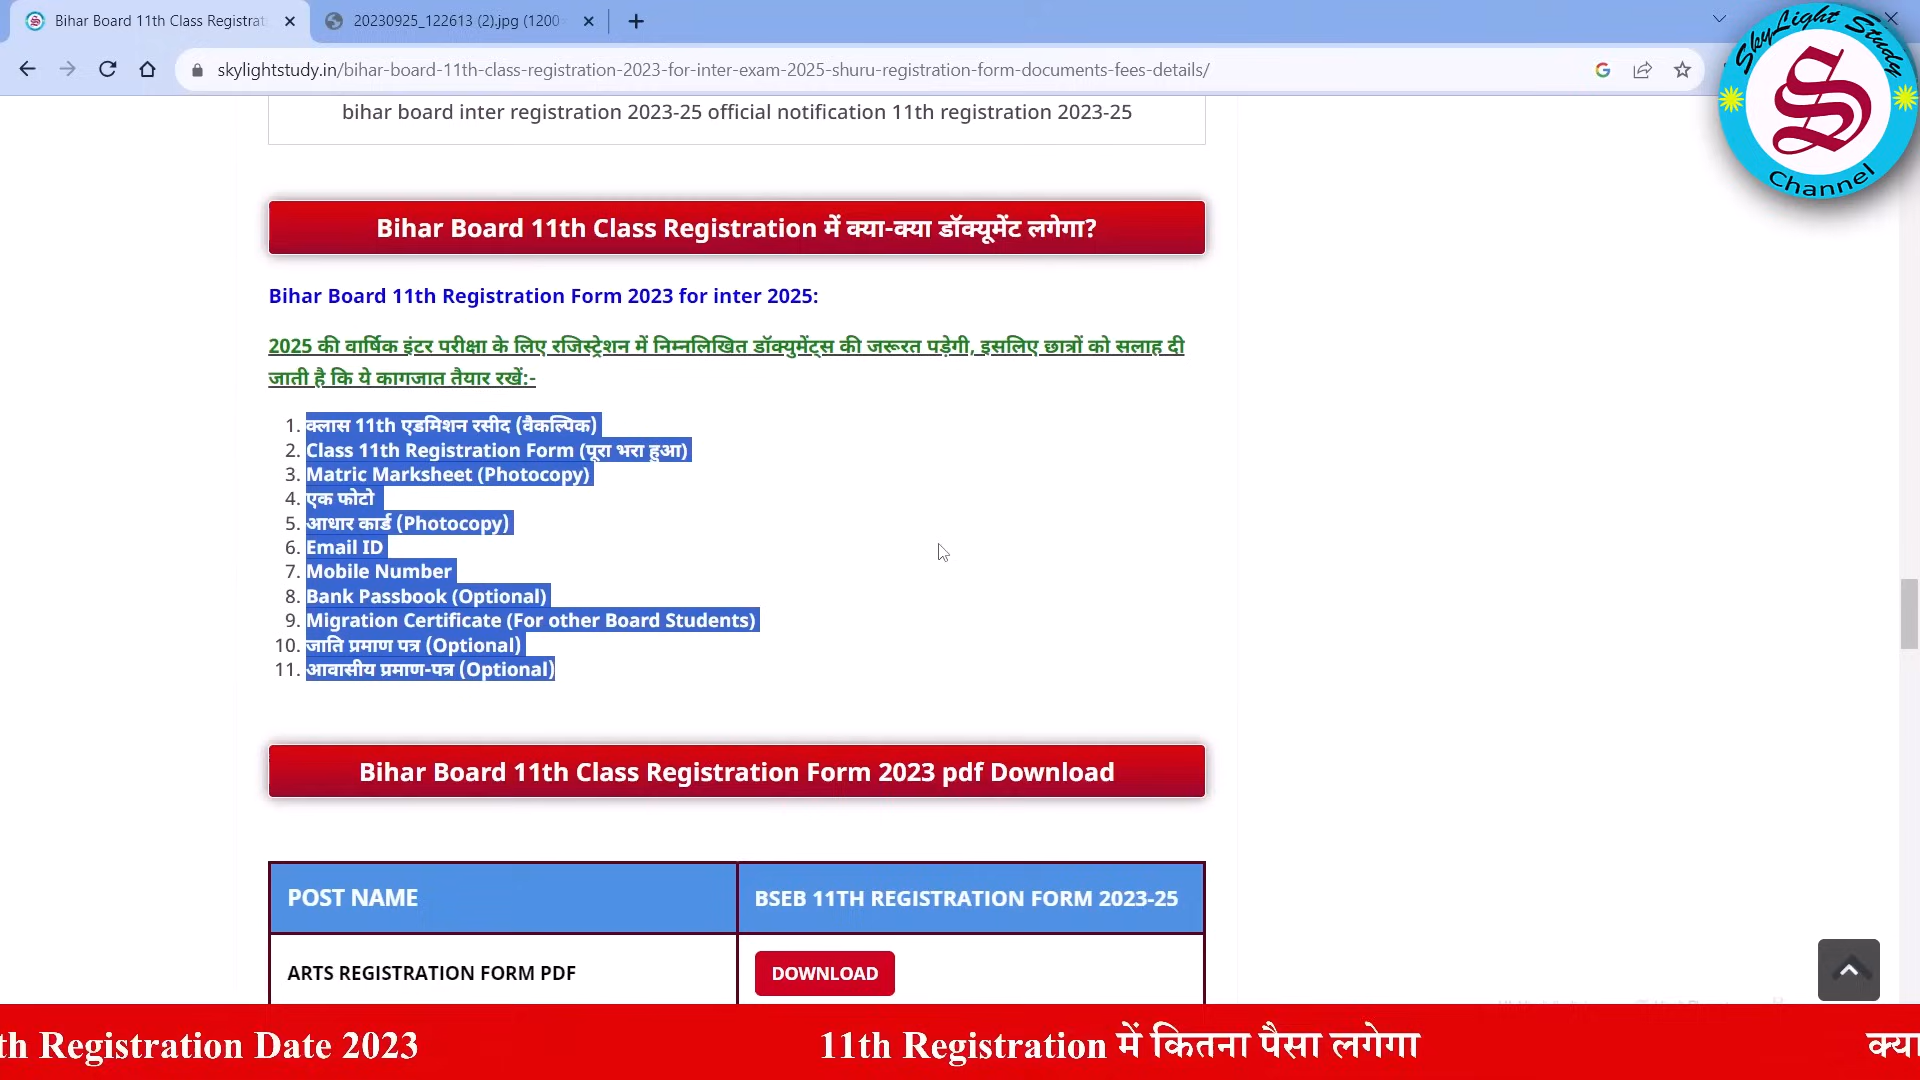 Bihar Board 11th Class Registrat
20230925_122613 (2).jpg (1200
skylightstudy.in/bihar-board-11th-class-registration-2023-for-inter-exam-2025-shuru-registration-form-documents-fees-details/
SkyLight Study
S
Channel
bihar board inter registration 2023-25 official notification 11th registration 2023-25
Bihar Board 11th Class Registration में क्या-क्या डॉक्यूमेंट लगेगा?
Bihar Board 11th Registration Form 2023 for inter 2025:
2025 की वार्षिक इंटर परीक्षा के लिए रजिस्ट्रेशन में निम्नलिखित डॉक्युमेंट्स की जरूरत पड़ेगी, इसलिए छात्रों को सलाह दी
जाती है कि ये कागजात तैयार रखें:-
1. क्लास 11th एडमिशन रसीद (वैकल्पिक)
2. Class 11th Registration Form (पूरा भरा हुआ)
3. Matric Marksheet (Photocopy)
4. एक फोटो
5. आधार कार्ड (Photocopy)
6. Email ID
7. Mobile Number
8. Bank Passbook (Optional)
9. Migration Certificate (For other Board Students)
10. जाति प्रमाण पत्र (Optional)
11. आवासीय प्रमाण-पत्र (Optional)
Bihar Board 11th Class Registration Form 2023 pdf Download
POST NAME
BSEB 11TH REGISTRATION FORM 2023-25
ARTS REGISTRATION FORM PDF
DOWNLOAD
th Registration Date 2023
11th Registration में कितना पैसा लगेगा
क्या